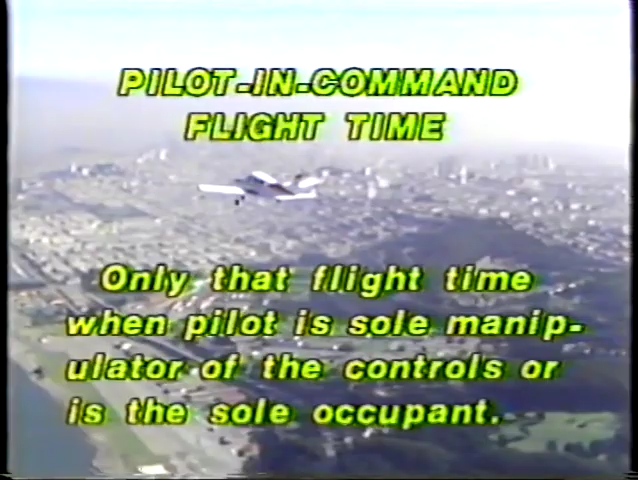 PILOT-IN-COMMAND
FLIGHT TIME
Only that flight time
when pilot is sole manip-
ulator of the controls or
is the sole occupant.